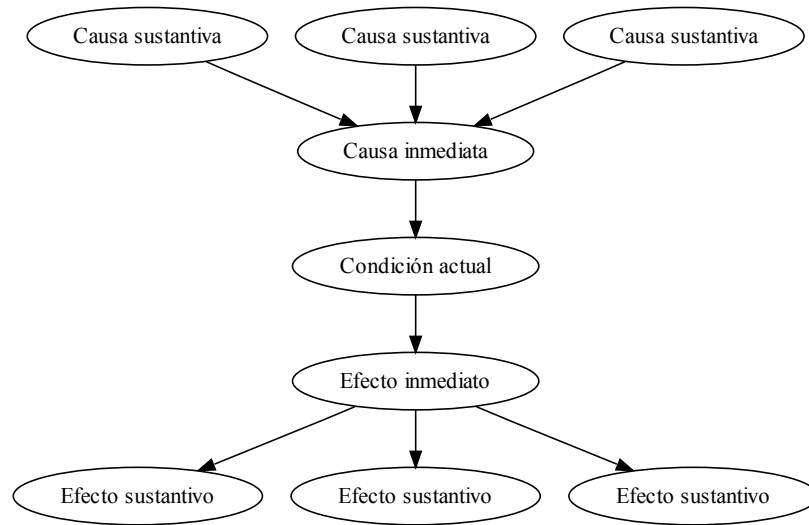 Causa sustantiva
Causa sustantiva
Causa sustantiva
Causa inmediata
Condición actual
Efecto inmediato
Efecto sustantivo
Efecto sustantivo
Efecto sustantivo